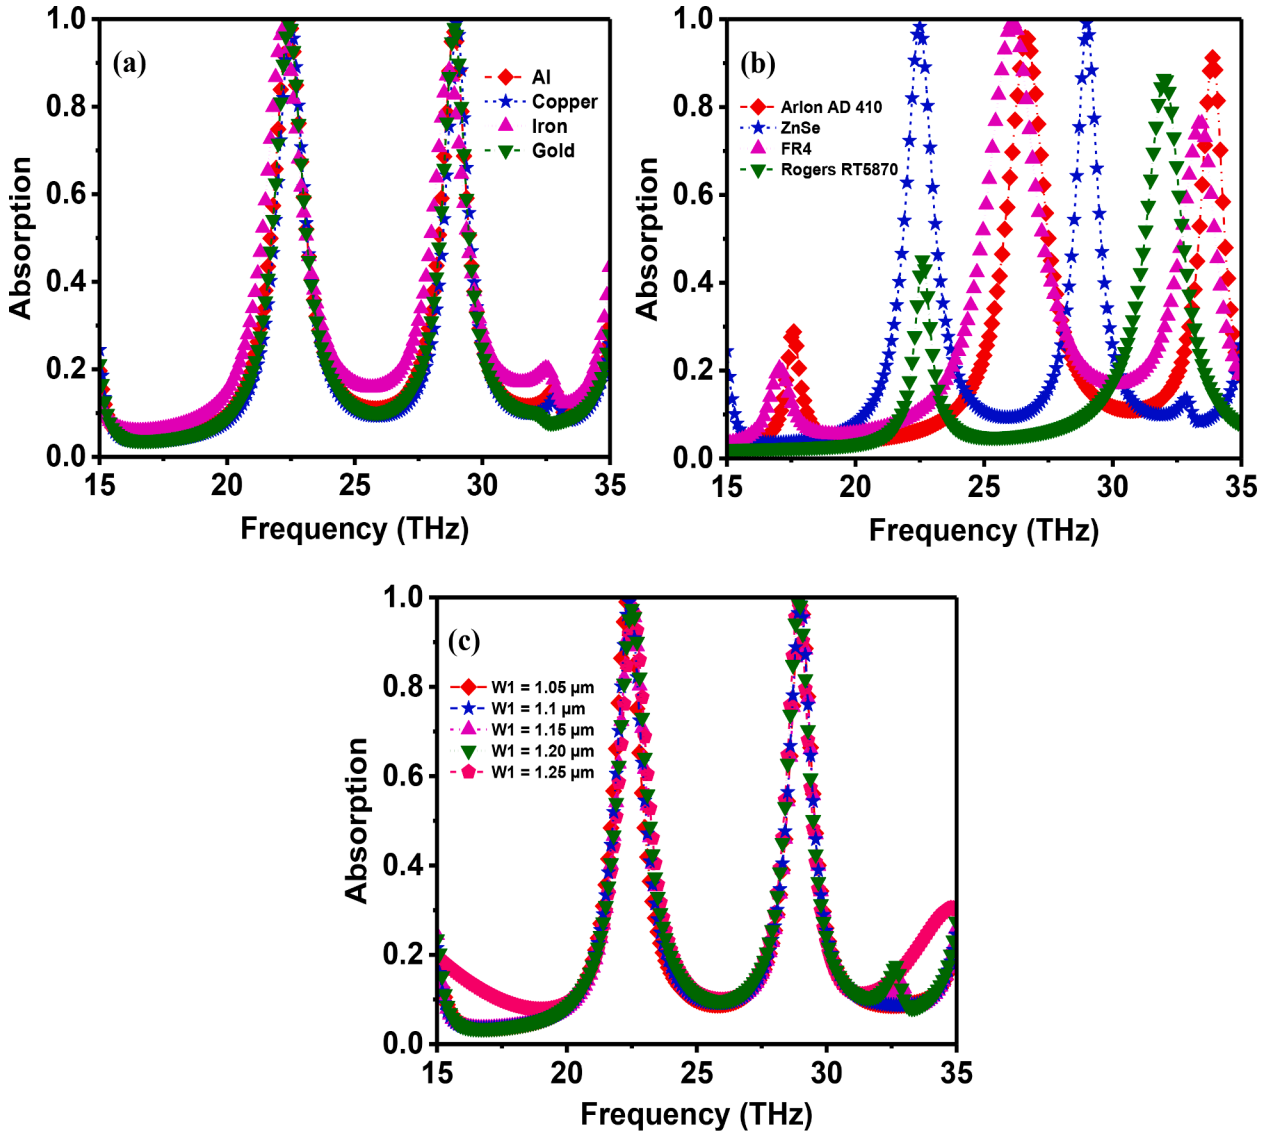 (a)
Al
Copper
Iron
Gold
1.0
0.8
0.6
0.4
0.2
0.0
Absorption
15
20
25
30
35
Frequency (THz)
(b)
Arlon AD 410
ZnSe
FR4
Rogers RT5870
1.0
0.8
0.6
0.4
0.2
0.0
Absorption
15
20
25
30
35
Frequency (THz)
(c)
W1 = 1.05 µm
W1 = 1.1 µm
W1 = 1.15 µm
W1 = 1.20 µm
W1 = 1.25 µm
1.0
0.8
0.6
0.4
0.2
0.0
Absorption
15
20
25
30
35
Frequency (THz)